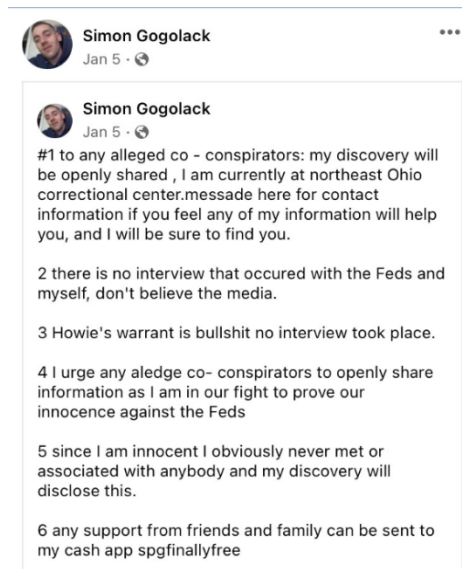 Simon Gogolack
Jan 5 ·
Simon Gogolack
Jan 5 ·
#1 to any alleged co - conspirators: my discovery will
be openly shared , I am currently at northeast Ohio
correctional center.messade here for contact
information if you feel any of my information will help
you, and I will be sure to find you.
2 there is no interview that occured with the Feds and
myself, don't believe the media.
3 Howie's warrant is bullshit no interview took place.
4 I urge any aledge co- conspirators to openly share
information as I am in our fight to prove our
innocence against the Feds
5 since I am innocent I obviously never met or
associated with anybody and my discovery will
disclose this.
6 any support from friends and family can be sent to
my cash app spgfinallyfree